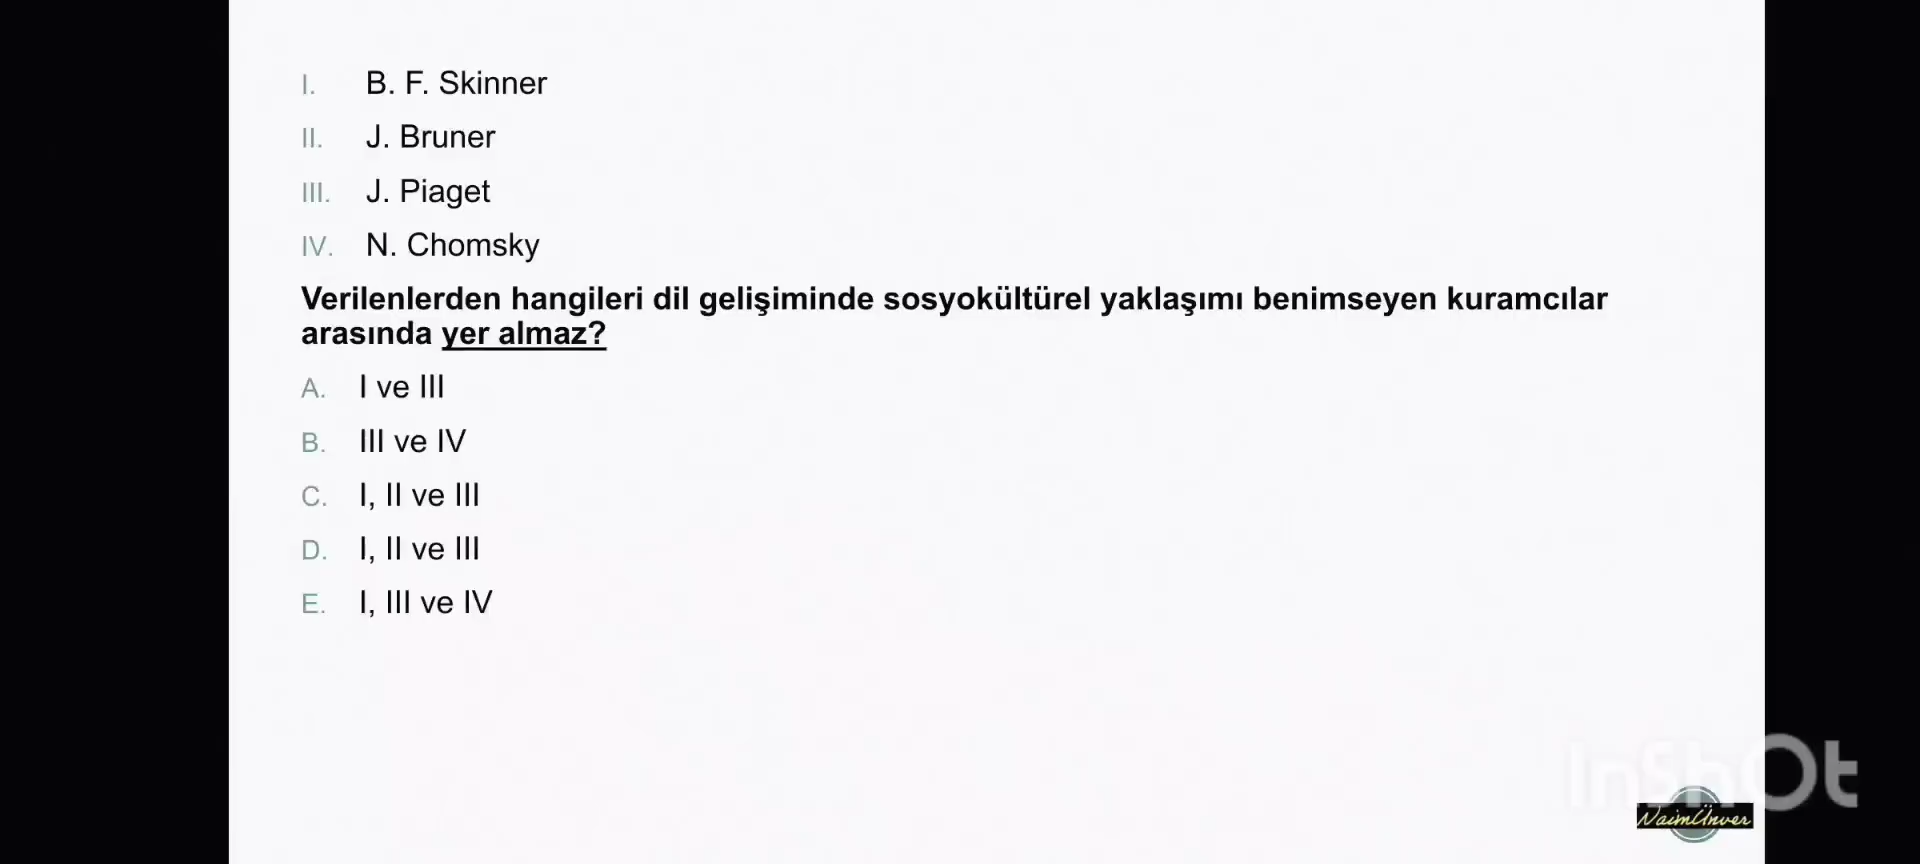 I. B. F. Skinner
II. J. Bruner
III. J. Piaget
IV. N. Chomsky
Verilenlerden hangileri dil gelişiminde sosyokültürel yaklaşımı benimseyen kuramcılar
arasında yer almaz?
A. I ve III
B. III ve IV
C. I, II ve III
D. I, II ve III
E. I, III ve IV
InShOt
NaimÜnver